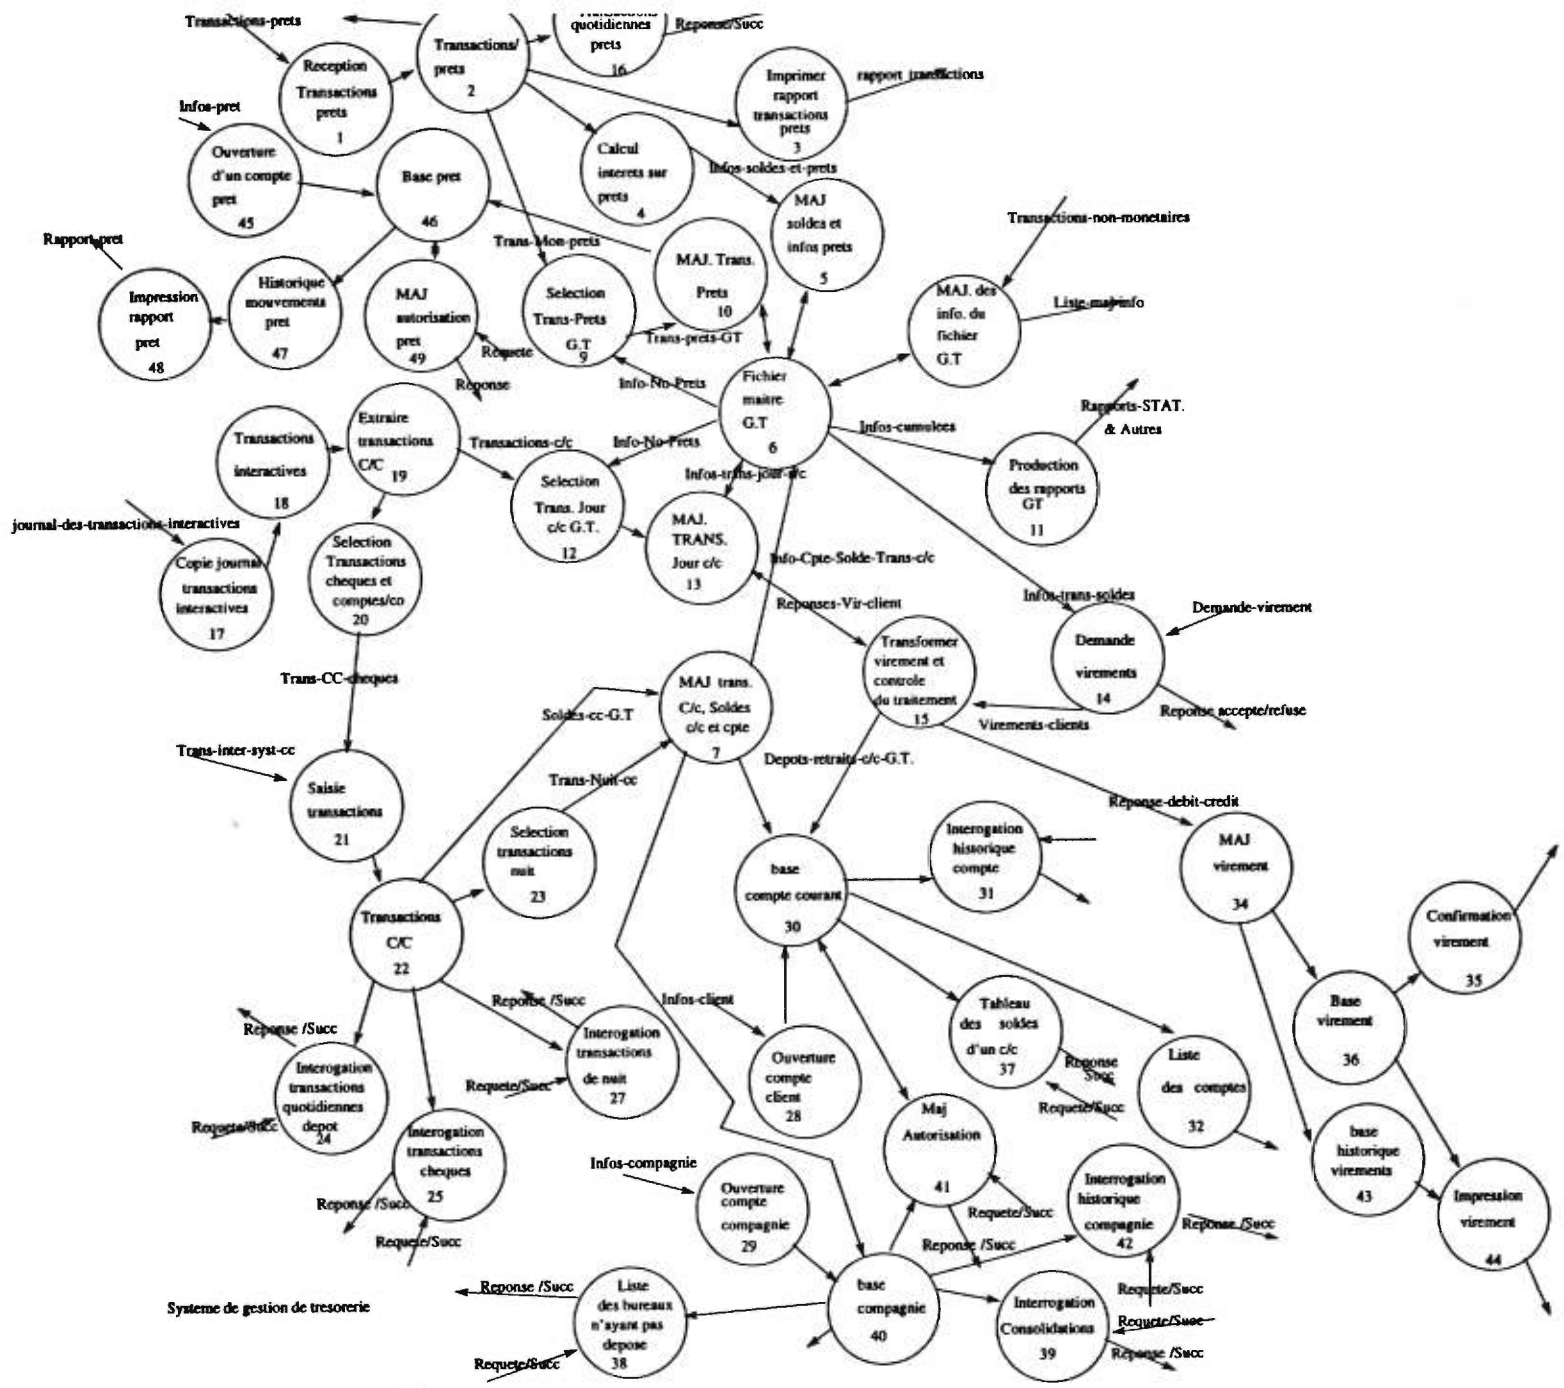 Transactions-prets
Reception
Transactions
prets
1
Transactions/
prets
2
Transactions
quotidiennes
prets
16
Reponse/Succ
Imprimer
rapport
transactions
prets
3
rapport_transactions
Infos-pret
Ouverture
d'un compte
pret
45
Base pret
46
Calcul
interets sur
prets
4
Infos-soldes-et-prets
MAJ
soldes et
infos prets
5
Transactions-non-monetaires
Rapport-pret
Impression
rapport
pret
48
Historique
mouvements
pret
47
MAJ
autorisation
pret
49
Requete
Reponse
Trans-Mon-prets
Selection
Trans-Prets
G.T
9
MAJ. Trans.
Prets
10
Trans-prets-GT
MAJ. des
info. du
fichier
G.T
Liste-maj-info
Info-No-Prets
Fichier
maitre
G.T
6
Infos-cumulees
Rapports-STAT.
& Autres
Production
des rapports
GT
11
Transactions
interactives
18
Extraire
transactions
C/C
19
Transactions-c/c
Info-No-Prets
Infos-trans-jour-c/c
Selection
Trans. Jour
c/c G.T.
12
MAJ.
TRANS.
Jour c/c
13
journal-des-transactions-interactives
Copie journal
transactions
interactives
17
Selection
Transactions
cheques et
comptes/co
20
Info-Cpte-Solde-Trans-c/c
Reponses-Vir-client
Infos-trans-soldes
Demande-virement
Transformer
virement et
controle
du traitement
15
Demande
virements
14
Reponse accepte/refuse
Virements-clients
Trans-CC-cheques
MAJ trans.
C/c, Soldes
c/c et cpte
7
Soldes-cc-G.T
Trans-inter-syst-cc
Saisie
transactions
21
Trans-Nuit-cc
Depots-retraits-c/c-G.T.
Reponse-debit-credit
Selection
transactions
nuit
23
Interogation
historique
compte
31
MAJ
virement
34
base
compte courant
30
Transactions
C/C
22
Confirmation
virement
35
Base
virement
36
Reponse /Succ
Interogation
transactions
quotidiennes
depot
24
Requete/Succ
Reponse /Succ
Interogation
transactions
de nuit
27
Requete/Succ
Infos-client
Ouverture
compte
client
28
Tableau
des soldes
d'un c/c
37
Reponse
Succ
Requete/Succ
Liste
des comptes
32
Interogation
transactions
cheques
25
Reponse /Succ
Requete/Succ
Maj
Autorisation
41
Requete/Succ
Reponse /Succ
base
historique
virements
43
Impression
virement
44
Infos-compagnie
Ouverture
compte
compagnie
29
Interrogation
historique
compagnie
42
Reponse /Succ
Requete/Succ
Systeme de gestion de tresorerie
Reponse /Succ
Liste
des bureaux
n'ayant pas
depose
38
Requete/Succ
base
compagnie
40
Interrogation
Consolidations
39
Requete/Succ
Reponse /Succ